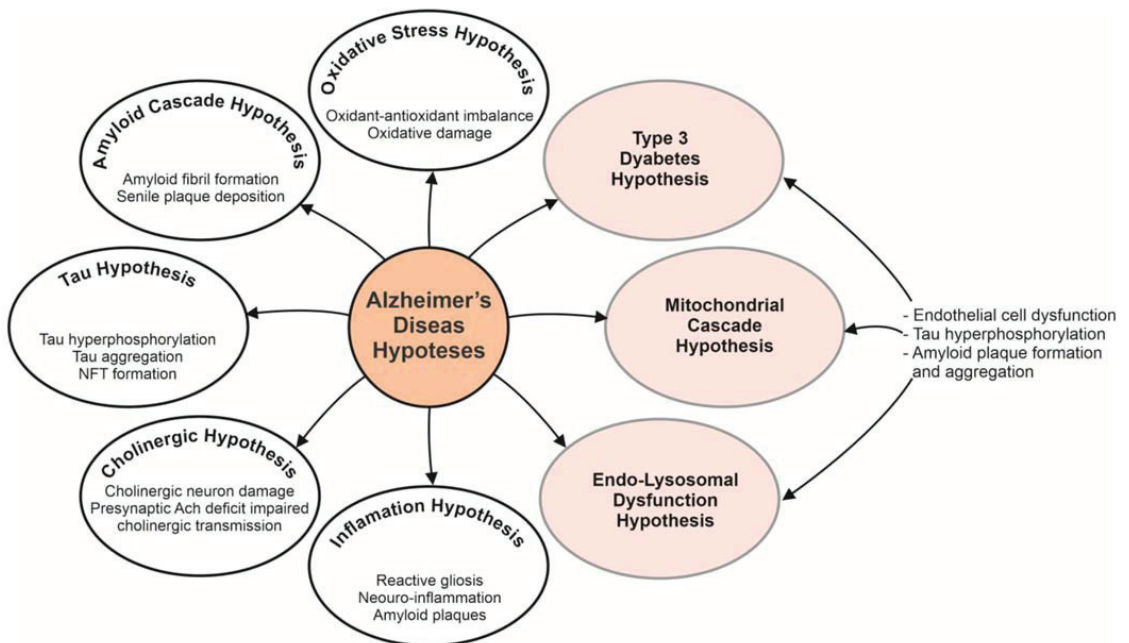 Oxidative Stress Hypothesis
Oxidant-antioxidant imbalance
Oxidative damage
Amyloid Cascade Hypothesis
Amyloid fibril formation
Senile plaque deposition
Type 3
Dyabetes
Hypothesis
Tau Hypothesis
Tau hyperphosphorylation
Tau aggregation
NFT formation
Alzheimer's
Diseas
Hypoteses
Mitochondrial
Cascade
Hypothesis
- Endothelial cell dysfunction
- Tau hyperphosphorylation
- Amyloid plaque formation
and aggregation
Cholinergic Hypothesis
Cholinergic neuron damage
Presynaptic Ach deficit impaired
cholinergic transmission
Inflamation Hypothesis
Reactive gliosis
Neouro-inflammation
Amyloid plaques
Endo-Lysosomal
Dysfunction
Hypothesis